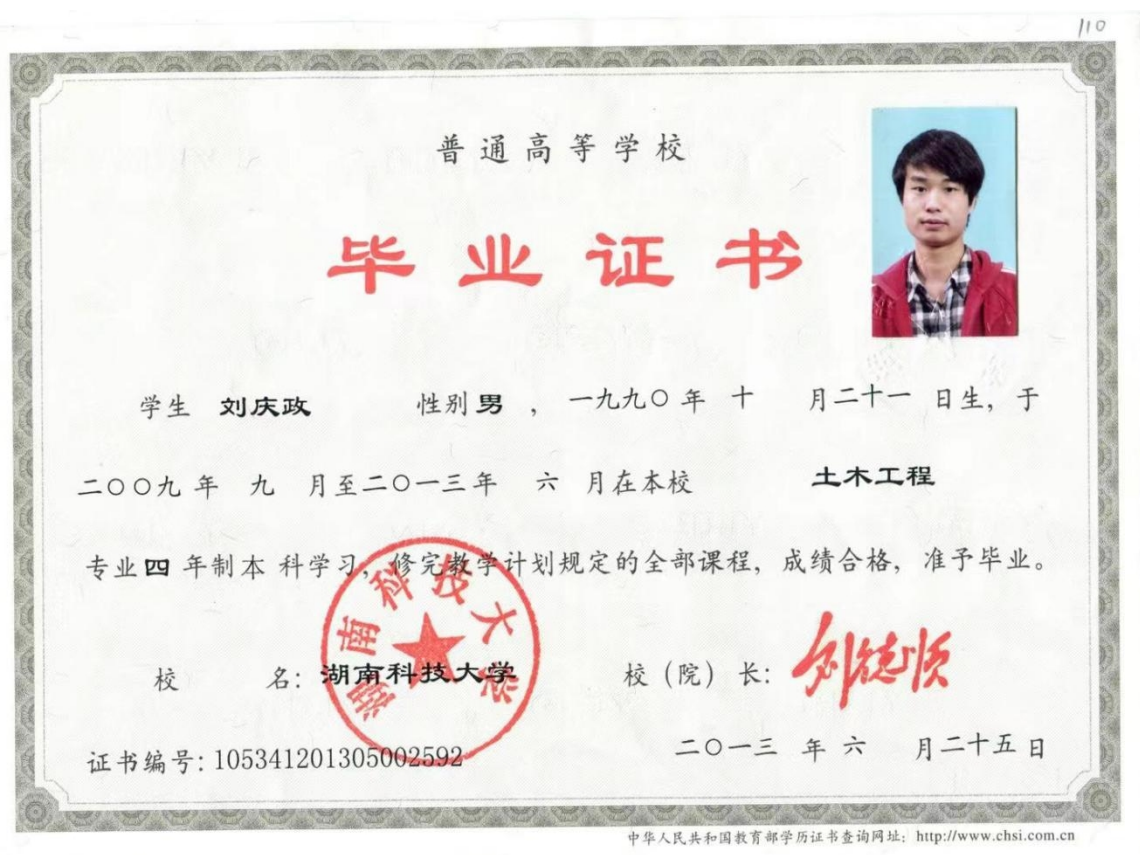 110
普通高等学校
毕业证书
学生 刘庆政 性别 男 ， 一九九〇年 十 月二十一 日生，于
二〇〇九年 九 月至二〇一三年 六 月在本校 土木工程
专业 四 年制本 科学习，修完教学计划规定的全部课程，成绩合格，准予毕业。
校 名：湖南科技大学 校（院）长：刘德顺
湖南科技大学
证书编号：105341201305002592 二〇一三 年 六 月二十五日
中华人民共和国教育部学历证书查询网址：http://www.chsi.com.cn